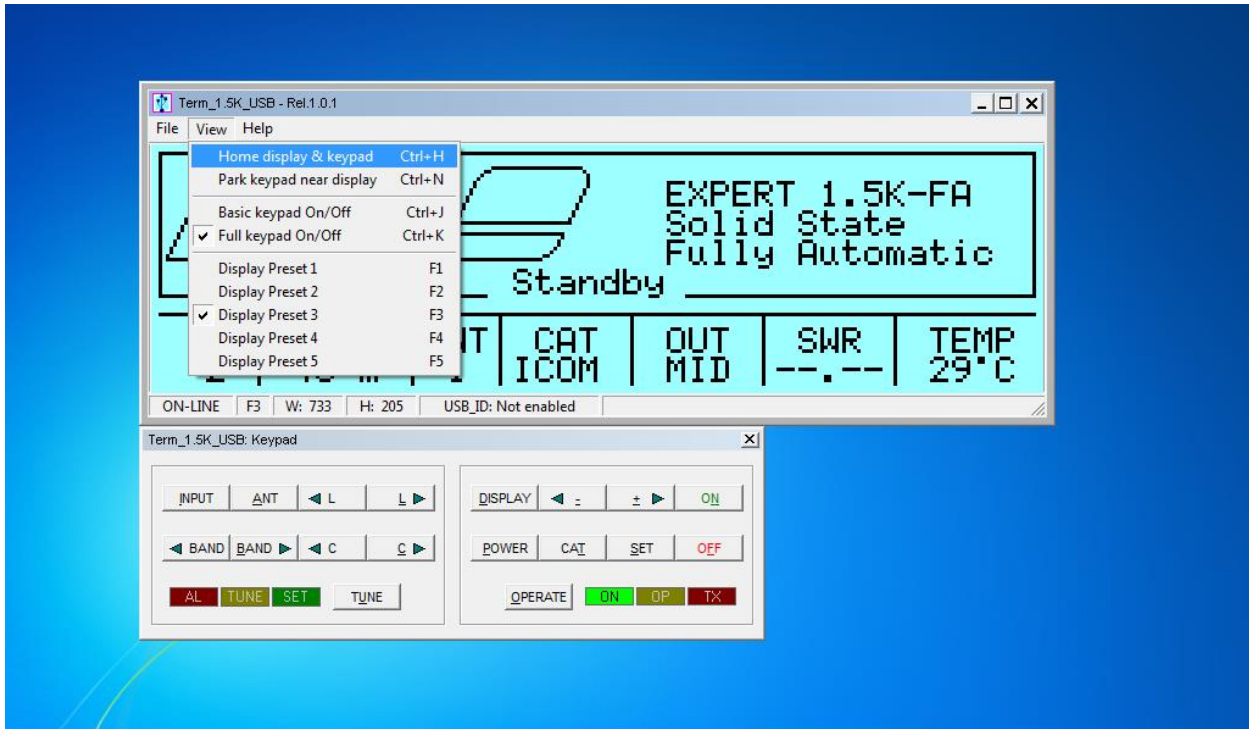 Term_1.5K_USB - Rel.1.0.1
File View Help
Home display & keypad Ctrl+H
Park keypad near display Ctrl+N
Basic keypad On/Off Ctrl+J
Full keypad On/Off Ctrl+K
Display Preset 1 F1
Display Preset 2 F2
Display Preset 3 F3
Display Preset 4 F4
Display Preset 5 F5
EXPERT 1.5K-FA
Solid State
Fully Automatic
Standby
CAT OUT SWR TEMP
ICOM MID --.-- 29°C
ON-LINE F3 W: 733 H: 205 USB_ID: Not enabled
Term_1.5K_USB: Keypad
INPUT ANT ◄ L L ► DISPLAY ◄ - + ► ON
◄ BAND BAND ► ◄ C C ► POWER CAT SET OFF
AL TUNE SET TUNE OPERATE ON OP TX